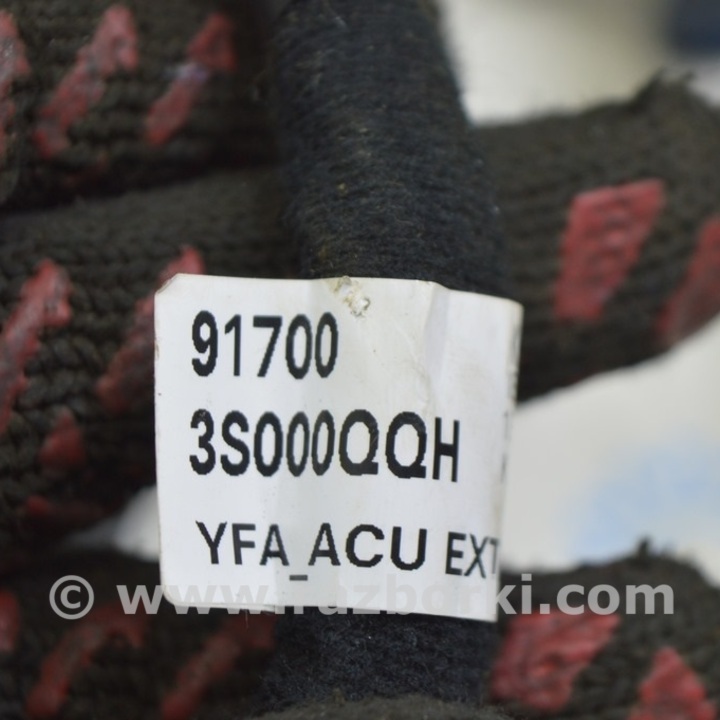 91700
3S000QQH
YFA_ACU EXT
© www.razborki.com